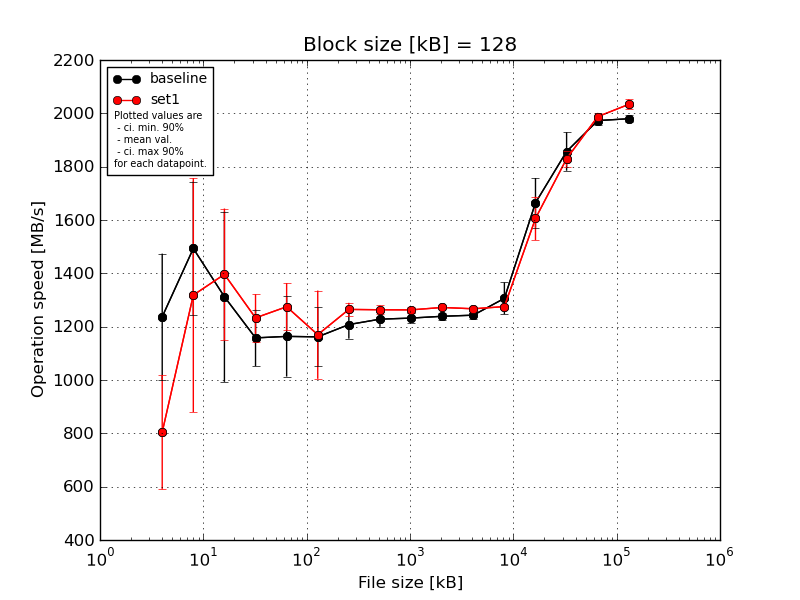 Block size [kB] = 128
baseline
set1
Plotted values are
- ci. min. 90%
- mean val.
- ci. max 90%
for each datapoint.
Operation speed [MB/s]
2200
2000
1800
1600
1400
1200
1000
800
600
400
10^0 10^1 10^2 10^3 10^4 10^5 10^6
File size [kB]